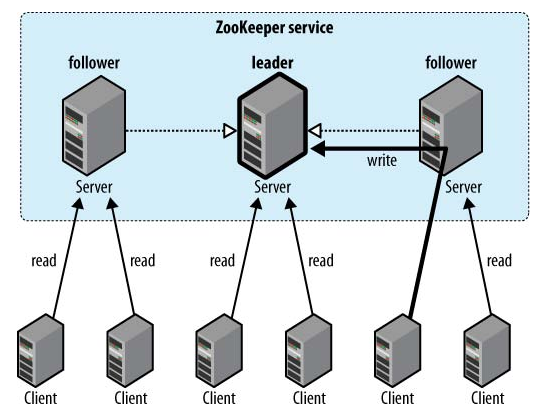 ZooKeeper service
follower leader follower
write
Server Server Server
read read read read read
Client Client Client Client Client Client